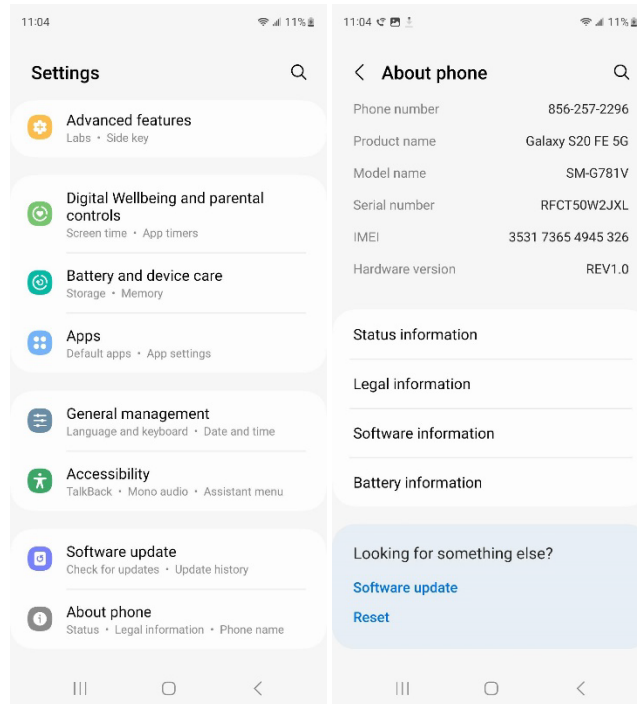 11:04
11%
Settings
Advanced features
Labs • Side key
Digital Wellbeing and parental
controls
Screen time • App timers
Battery and device care
Storage • Memory
Apps
Default apps • App settings
General management
Language and keyboard • Date and time
Accessibility
TalkBack • Mono audio • Assistant menu
Software update
Check for updates • Update history
About phone
Status • Legal information • Phone name
11:04
11%
About phone
Phone number 856-257-2296
Product name Galaxy S20 FE 5G
Model name SM-G781V
Serial number RFCT50W2JXL
IMEI 3531 7365 4945 326
Hardware version REV1.0
Status information
Legal information
Software information
Battery information
Looking for something else?
Software update
Reset